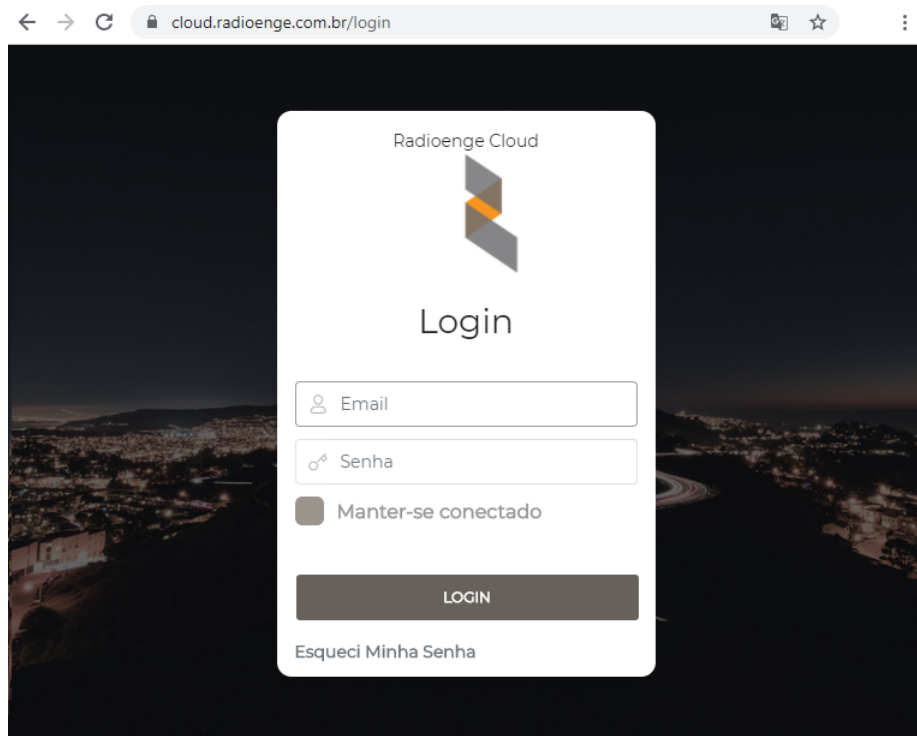 cloud.radioenge.com.br/login
Radioenge Cloud
Login
Email
Senha
Manter-se conectado
LOGIN
Esqueci Minha Senha